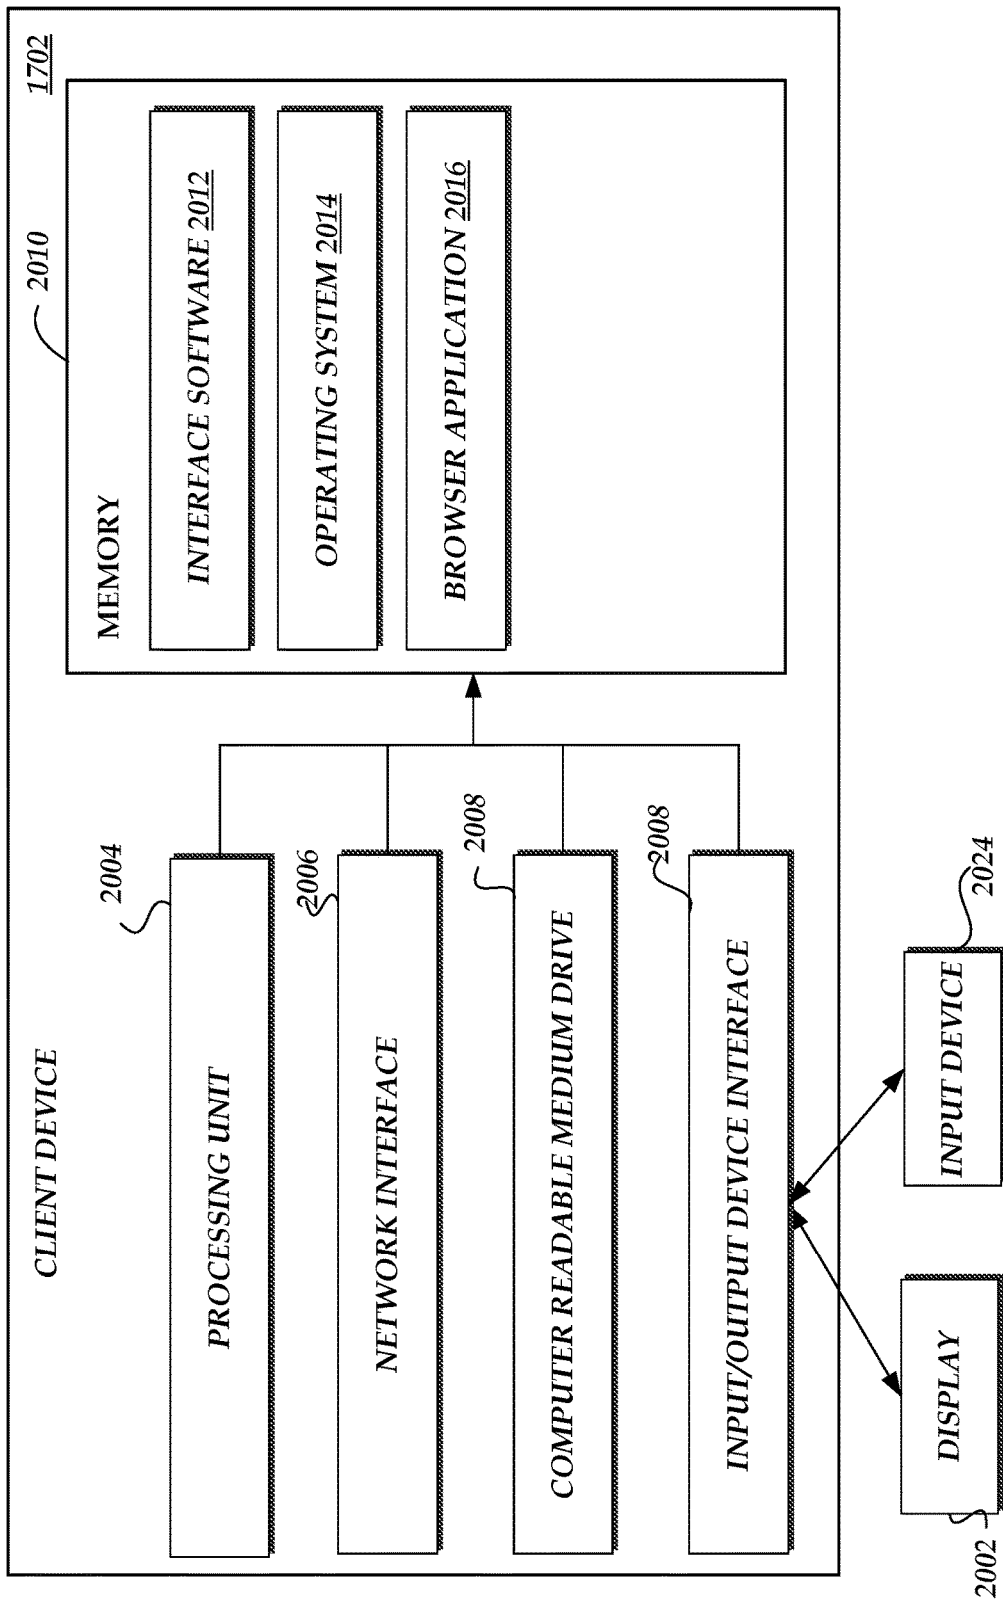 CLIENT DEVICE
1702
2004
PROCESSING UNIT
2006
NETWORK INTERFACE
2008
COMPUTER READABLE MEDIUM DRIVE
2008
INPUT/OUTPUT DEVICE INTERFACE
2010
MEMORY
INTERFACE SOFTWARE 2012
OPERATING SYSTEM 2014
BROWSER APPLICATION 2016
2002
DISPLAY
INPUT DEVICE
2024